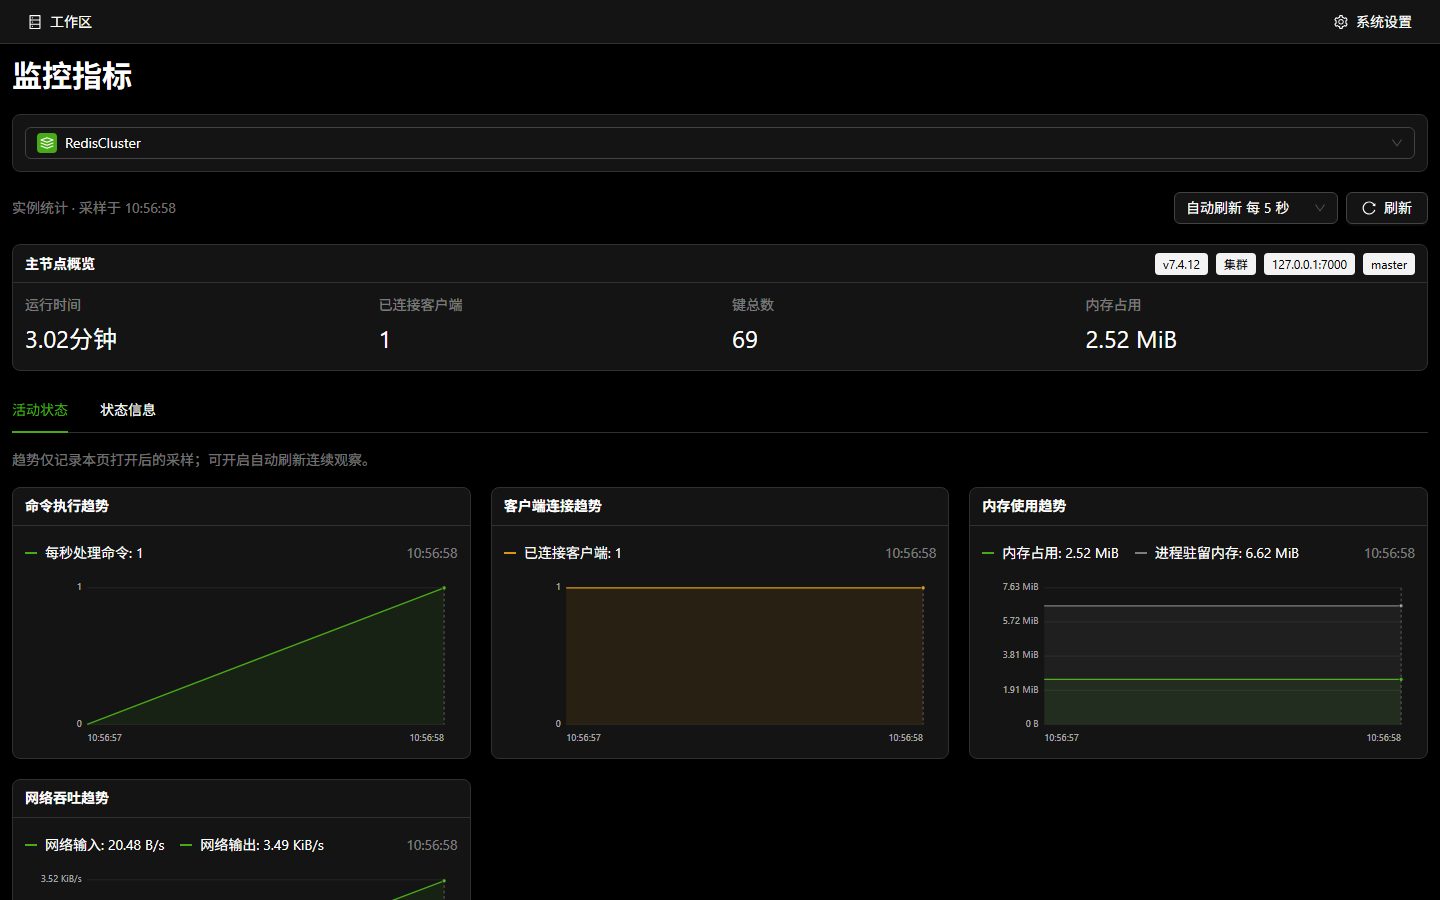 工作区
系统设置
监控指标
RedisCluster
实例统计 · 采样于 10:56:58
自动刷新 每 5 秒
刷新
主节点概览
v7.4.12
集群
127.0.0.1:7000
master
运行时间
已连接客户端
键总数
内存占用
3.02分钟
1
69
2.52 MiB
活动状态
状态信息
趋势仅记录本页打开后的采样；可开启自动刷新连续观察。
命令执行趋势
每秒处理命令: 1
10:56:58
1
0
10:56:57
10:56:58
客户端连接趋势
已连接客户端: 1
10:56:58
1
0
10:56:57
10:56:58
内存使用趋势
内存占用: 2.52 MiB
进程驻留内存: 6.62 MiB
10:56:58
7.63 MiB
5.72 MiB
3.81 MiB
1.91 MiB
0 B
10:56:57
10:56:58
网络吞吐趋势
网络输入: 20.48 B/s
网络输出: 3.49 KiB/s
10:56:58
3.52 KiB/s